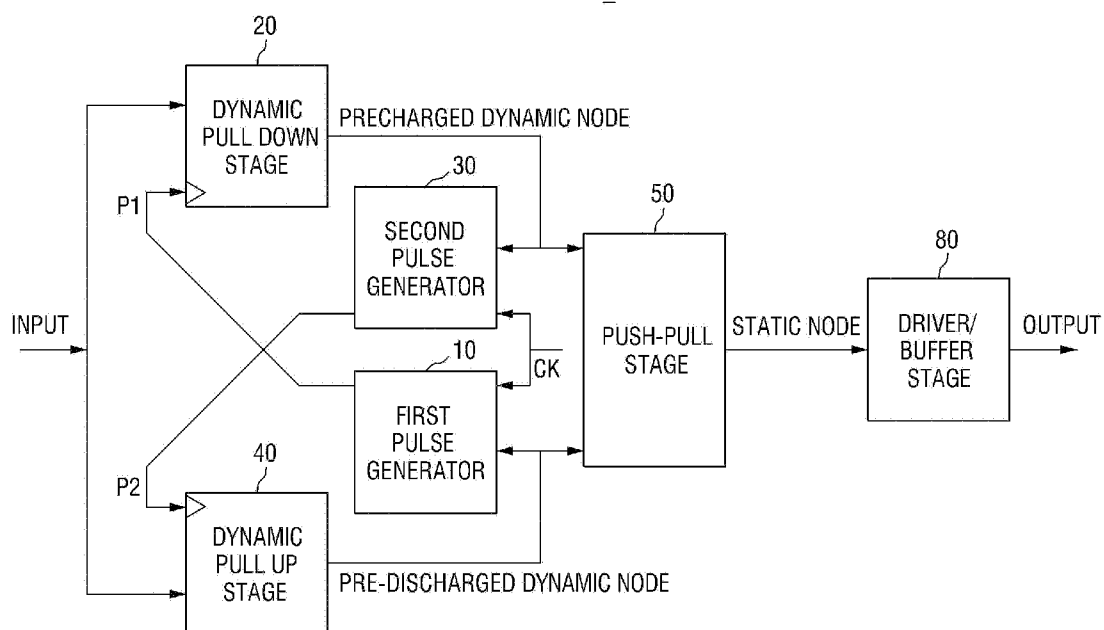 20
DYNAMIC
PULL DOWN
STAGE
PRECHARGED DYNAMIC NODE
30
P1
SECOND
PULSE
GENERATOR
50
80
INPUT
PUSH-PULL
STAGE
STATIC NODE
DRIVER/
BUFFER
STAGE
OUTPUT
10
CK
FIRST
PULSE
GENERATOR
P2
40
DYNAMIC
PULL UP
STAGE
PRE-DISCHARGED DYNAMIC NODE